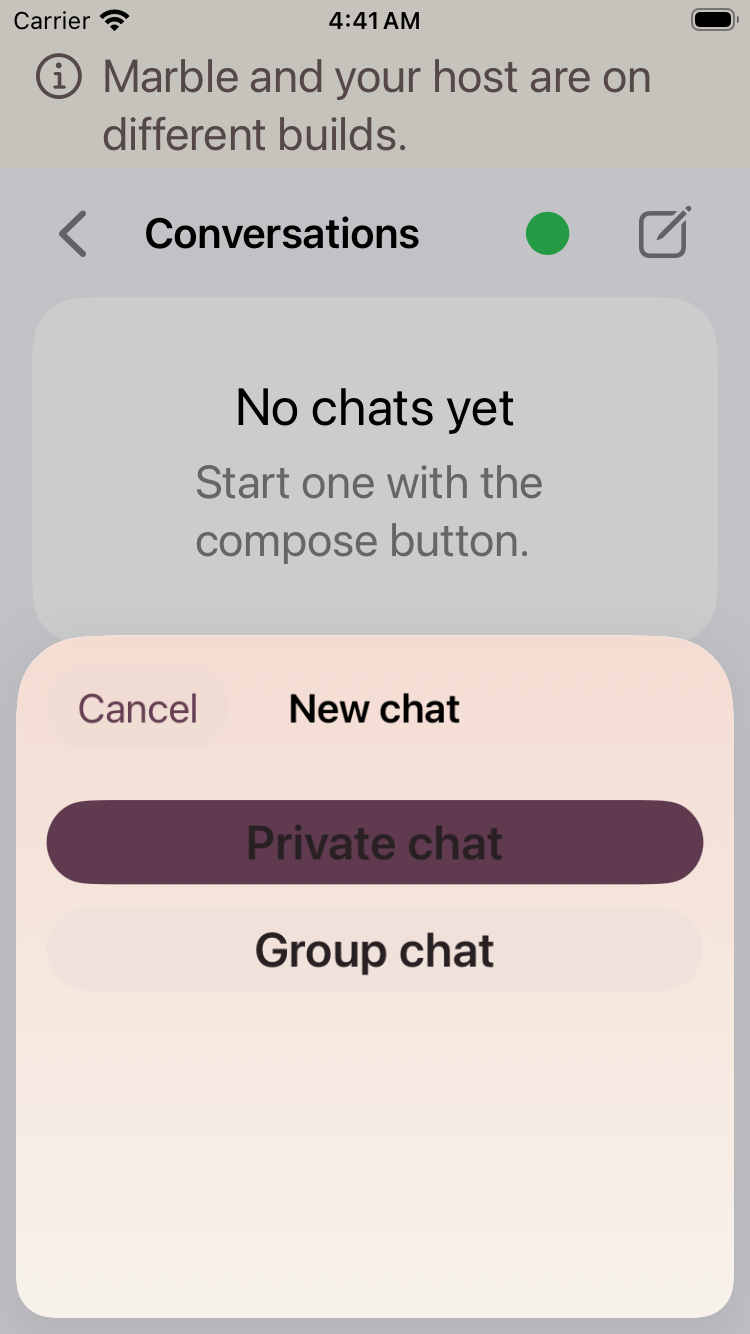 Carrier 4:41 AM
Marble and your host are on
different builds.
Conversations
No chats yet
Start one with the
compose button.
Cancel New chat
Private chat
Group chat